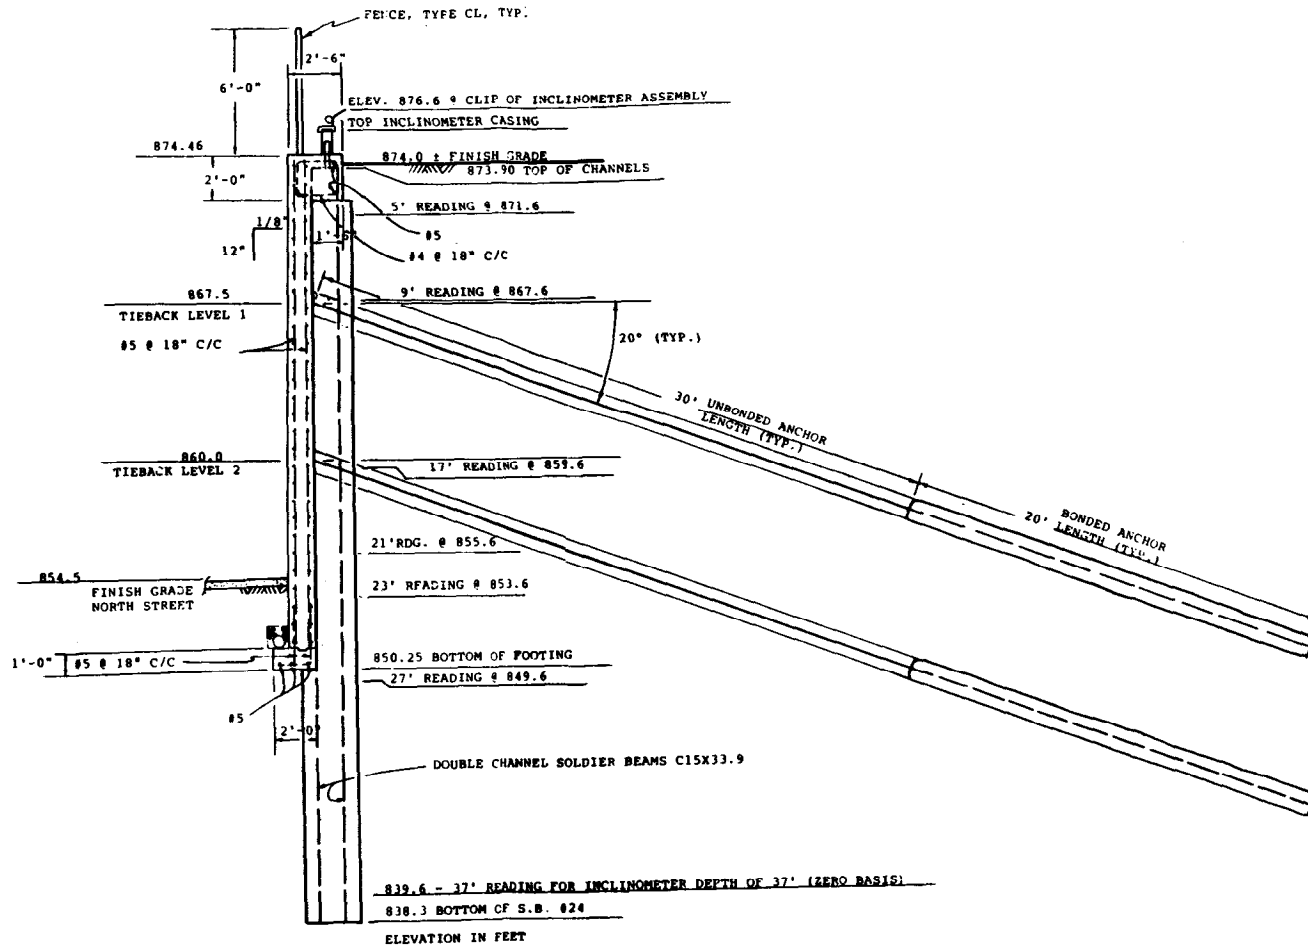 FENCE, TYPE CL, TYP.
2'-6"
6'-0"
ELEV. 876.6 @ CLIP OF INCLINOMETER ASSEMBLY
TOP INCLINOMETER CASING
874.46
874.0 ± FINISH GRADE
873.90 TOP OF CHANNELS
2'-0"
5' READING @ 871.6
1/8"
12"
1'-6"
#5
#4 @ 18" C/C
867.5
9' READING @ 867.6
TIEBACK LEVEL 1
20° (TYP.)
#5 @ 18" C/C
30' UNBONDED ANCHOR
LENGTH (TYP.)
860.0
TIEBACK LEVEL 2
17' READING @ 859.6
20' BONDED ANCHOR
LENGTH (TYP.)
21'RDG. @ 855.6
854.5
FINISH GRADE
NORTH STREET
23' READING @ 853.6
1'-0"
#5 @ 18" C/C
850.25 BOTTOM OF FOOTING
27' READING @ 849.6
#5
2'-0"
DOUBLE CHANNEL SOLDIER BEAMS C15X33.9
839.6 - 37' READING FOR INCLINOMETER DEPTH OF 37' (ZERO BASIS)
838.3 BOTTOM OF S.B. #24
ELEVATION IN FEET